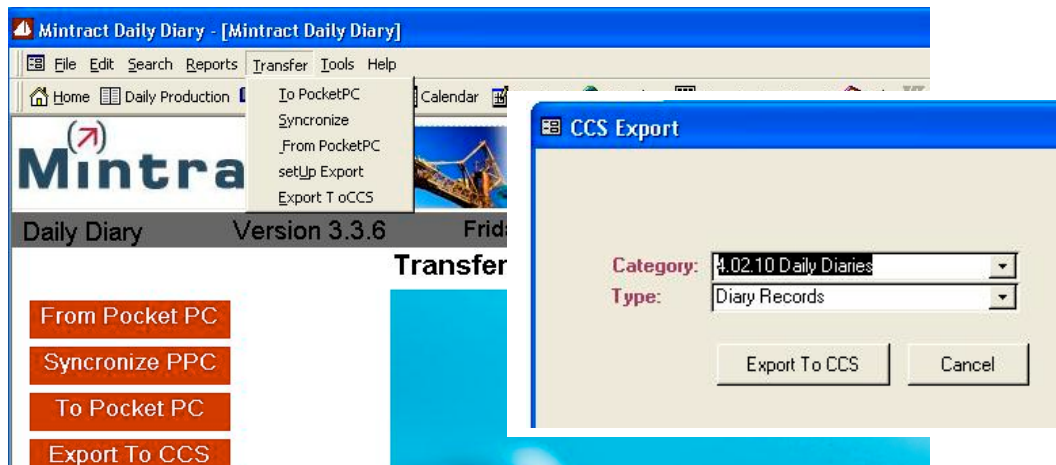 Mintract Daily Diary - [Mintract Daily Diary]
File Edit Search Reports Transfer Tools Help
Home Daily Production Calendar
To PocketPC
Syncronize
From PocketPC
setUp Export
Export T oCCS
Mintra
Daily Diary Version 3.3.6
Transfer
From Pocket PC
Syncronize PPC
To Pocket PC
Export To CCS
CCS Export
Category: 4.02.10 Daily Diaries
Type: Diary Records
Export To CCS Cancel